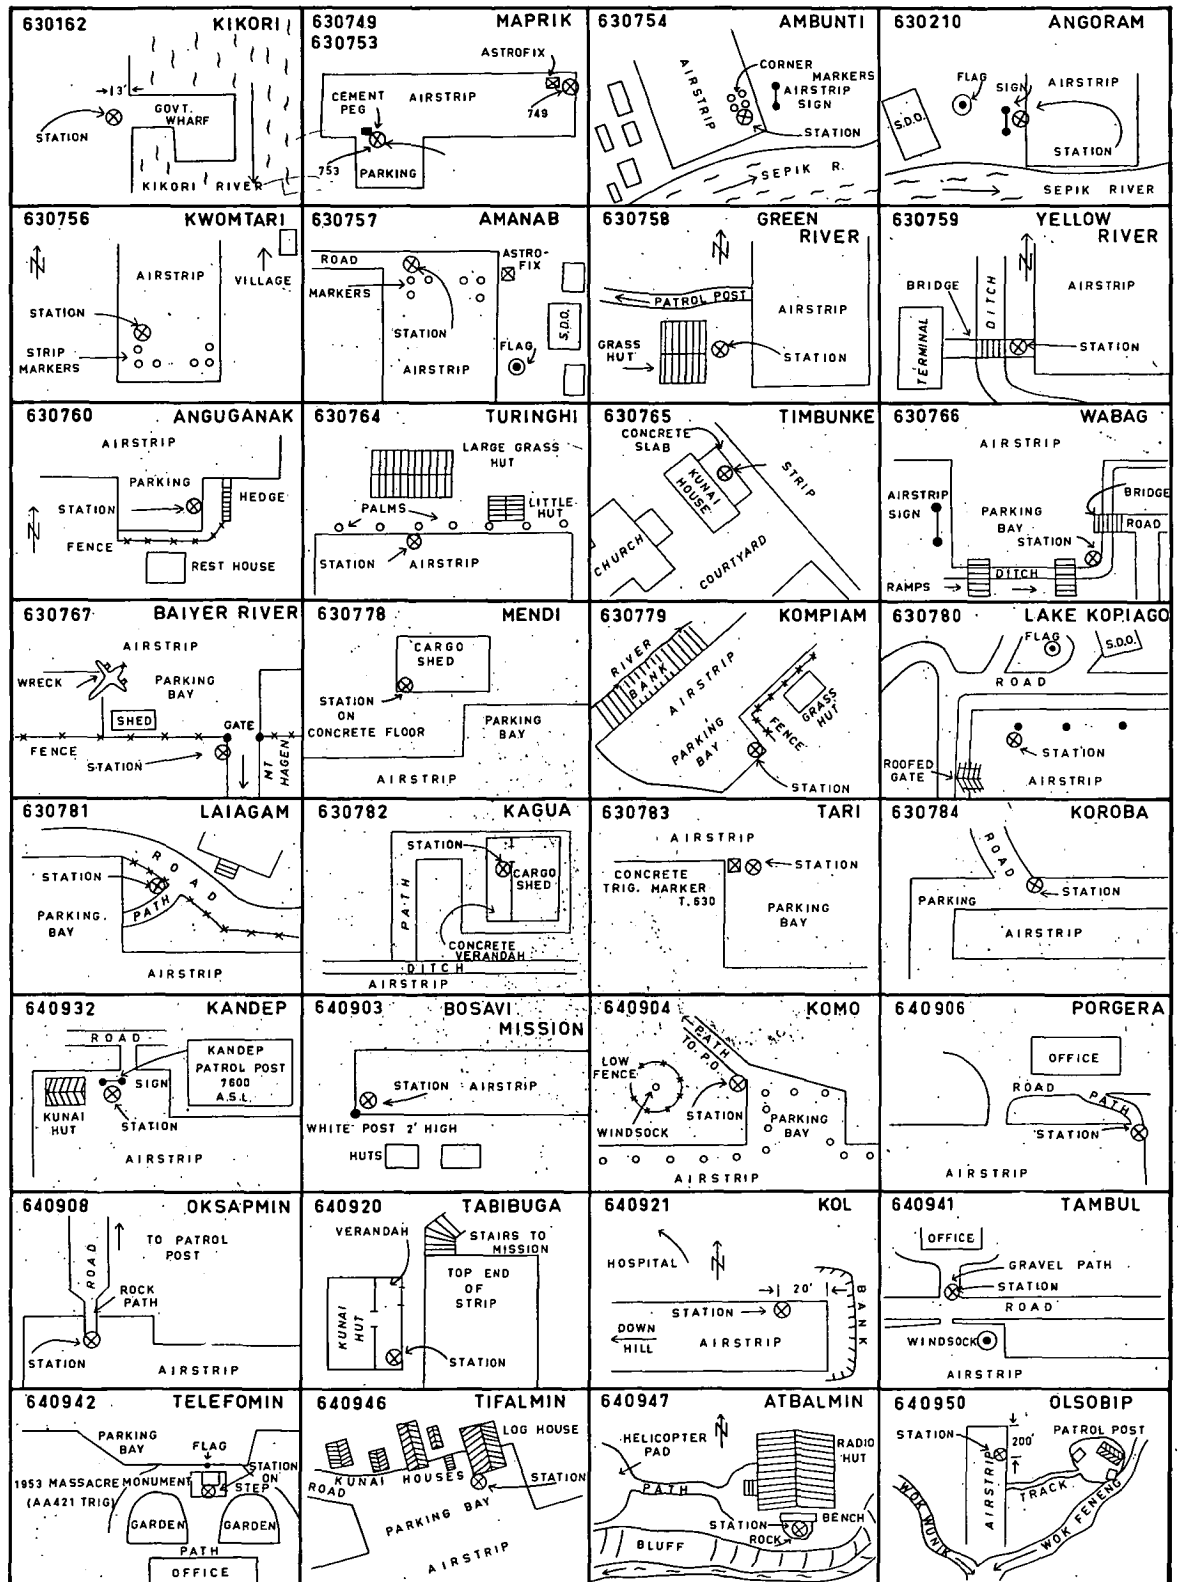 630162 KIKORI
13'
GOVT.
WHARF
STATION
KIKORI RIVER
630749 MAPRIK
630753
ASTROFIX
CEMENT
PEG
AIRSTRIP
749
753
PARKING
630754 AMBUNTI
AIRSTRIP
CORNER
MARKERS
AIRSTRIP
SIGN
STATION
SEPIK R.
630210 ANGORAM
FLAG
AIRSTRIP
SIGN
S.D.O.
STATION
SEPIK RIVER
630756 KWOMTARI
N
AIRSTRIP
VILLAGE
STATION
STRIP
MARKERS
630757 AMANAB
ROAD
ASTRO-
FIX
MARKERS
STATION
S.D.O.
FLAG
AIRSTRIP
630758 GREEN
RIVER
N
PATROL POST
AIRSTRIP
GRASS
HUT
STATION
630759 YELLOW
RIVER
N
BRIDGE
DITCH
AIRSTRIP
TERMINAL
STATION
630760 ANGUGANAK
AIRSTRIP
PARKING
STATION
HEDGE
N
FENCE
REST HOUSE
630764 TURINGHI
LARGE GRASS
HUT
PALMS
LITTLE
HUT
STATION
AIRSTRIP
630765 TIMBUNKE
CONCRETE
SLAB
KUNAI
HOUSE
STRIP
CHURCH
COURTYARD
630766 WABAG
AIRSTRIP
AIRSTRIP
SIGN
PARKING
BAY
BRIDGE
ROAD
STATION
DITCH
RAMPS
630767 BAIYER RIVER
AIRSTRIP
WRECK
PARKING
BAY
SHED
GATE
FENCE
STATION
MT
HAGEN
630778 MENDI
CARGO
SHED
STATION
ON
CONCRETE FLOOR
PARKING
BAY
AIRSTRIP
630779 KOMPIAM
RIVER
BANK
AIRSTRIP
GRASS
HUT
FENCE
PARKING
BAY
STATION
630780 LAKE KOPIAGO
FLAG
S.D.O.
ROAD
STATION
ROOFED
GATE
AIRSTRIP
630781 LAIAGAM
ROAD
STATION
PATH
PARKING
BAY
AIRSTRIP
630782 KAGUA
STATION
CARGO
SHED
PATH
CONCRETE
VERANDAH
DITCH
AIRSTRIP
630783 TARI
AIRSTRIP
STATION
CONCRETE
TRIG. MARKER
T.630
PARKING
BAY
630784 KOROBA
ROAD
STATION
PARKING
AIRSTRIP
640932 KANDEP
ROAD
KANDEP
PATROL POST
7600
A.S.L.
SIGN
KUNAI
HUT
STATION
AIRSTRIP
640903 BOSAVI
MISSION
STATION AIRSTRIP
WHITE POST 2' HIGH
HUTS
640904 KOMO
PATH
TO P.O.
LOW
FENCE
STATION
PARKING
BAY
WINDSOCK
AIRSTRIP
640906 PORGERA
OFFICE
ROAD
PATH
STATION
AIRSTRIP
640908 OKSAPMIN
TO PATROL
POST
ROAD
ROCK
PATH
STATION
AIRSTRIP
640920 TABIBUGA
VERANDAH
STAIRS TO
MISSION
TOP END
OF
STRIP
KUNAI
HUT
STATION
640921 KOL
HOSPITAL
N
20'
STATION
BANK
DOWN
HILL
AIRSTRIP
640941 TAMBUL
OFFICE
GRAVEL PATH
STATION
ROAD
WINDSOCK
AIRSTRIP
640942 TELEFOMIN
PARKING
BAY
FLAG
1953 MASSACRE MONUMENT
(AA421 TRIG)
STATION
ON
STEP
GARDEN
GARDEN
PATH
OFFICE
640946 TIFALMIN
LOG HOUSE
KUNAI HOUSES
ROAD
STATION
PARKING BAY
AIRSTRIP
640947 ATBALMIN
N
HELICOPTER
PAD
RADIO
HUT
PATH
STATION
BENCH
ROCK
BLUFF
640950 OLSOBIP
STATION
200'
PATROL POST
AIRSTRIP
TRACK
WOK WUNIK
WOK FENENG